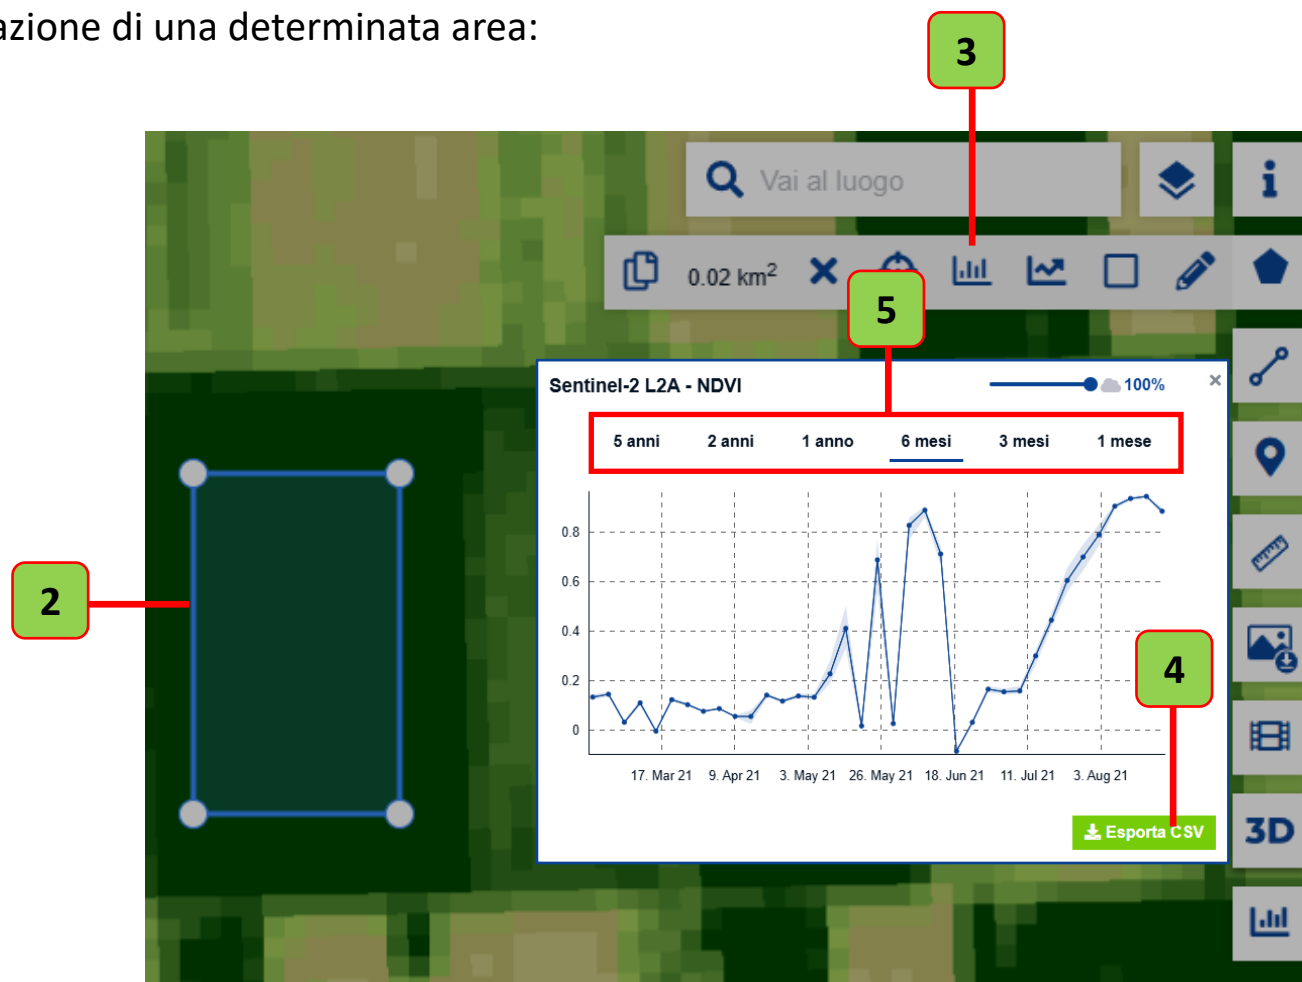 azione di una determinata area:
3
Vai al luogo
0.02 km²
5
Sentinel-2 L2A - NDVI
100%
5 anni 2 anni 1 anno 6 mesi 3 mesi 1 mese
0.8
0.6
0.4
0.2
0
17. Mar 21 9. Apr 21 3. May 21 26. May 21 18. Jun 21 11. Jul 21 3. Aug 21
2
4
Esporta CSV
3D